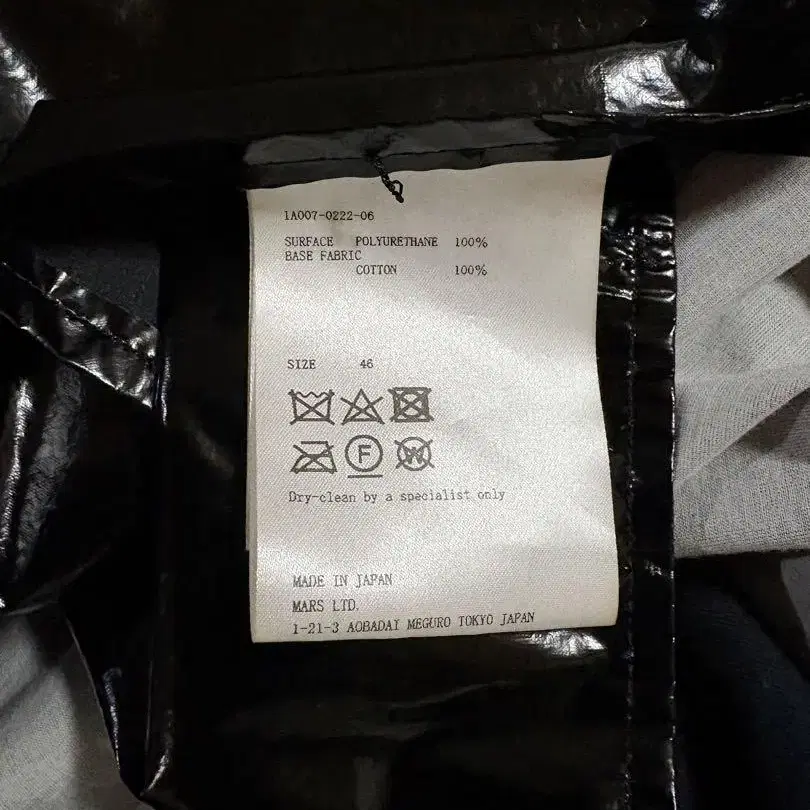 1A007-0222-06
SURFACE POLYURETHANE 100%
BASE FABRIC
COTTON 100%
SIZE 46
F W
Dry-clean by a specialist only
MADE IN JAPAN
MARS LTD.
1-21-3 AOBADAI MEGURO TOKYO JAPAN